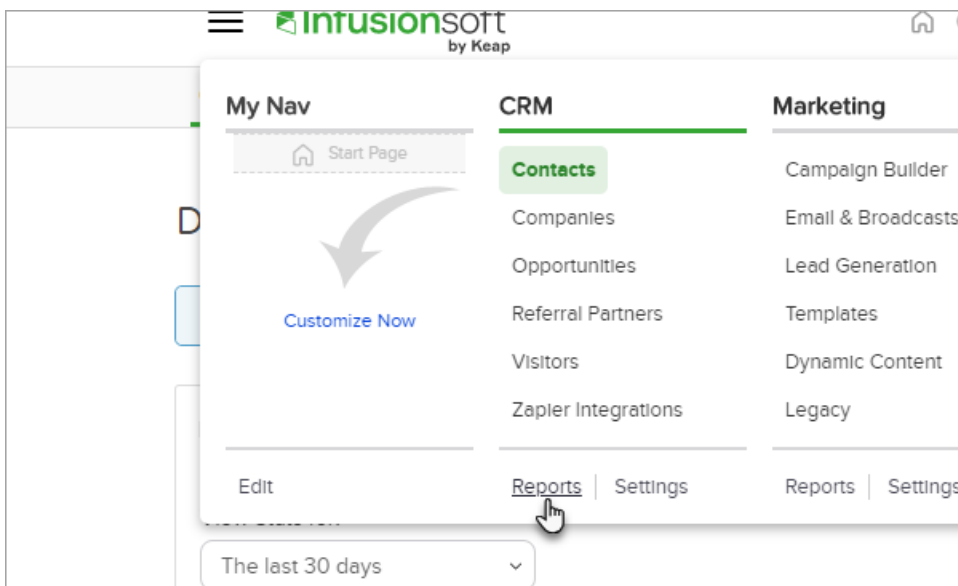 Infusionsoft
by Keap
My Nav
Start Page
Customize Now
Edit
CRM
Contacts
Companies
Opportunities
Referral Partners
Visitors
Zapier Integrations
Reports
Settings
Marketing
Campaign Builder
Email & Broadcasts
Lead Generation
Templates
Dynamic Content
Legacy
Reports
Settings
D
The last 30 days